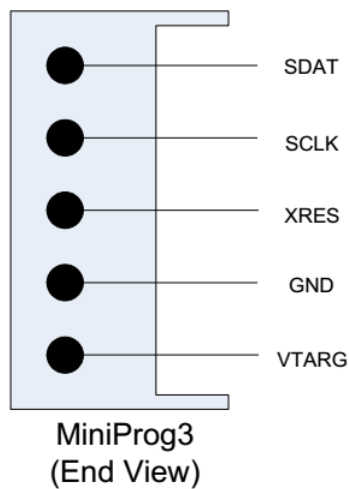 SDAT
SCLK
XRES
GND
VTARG
MiniProg3
(End View)